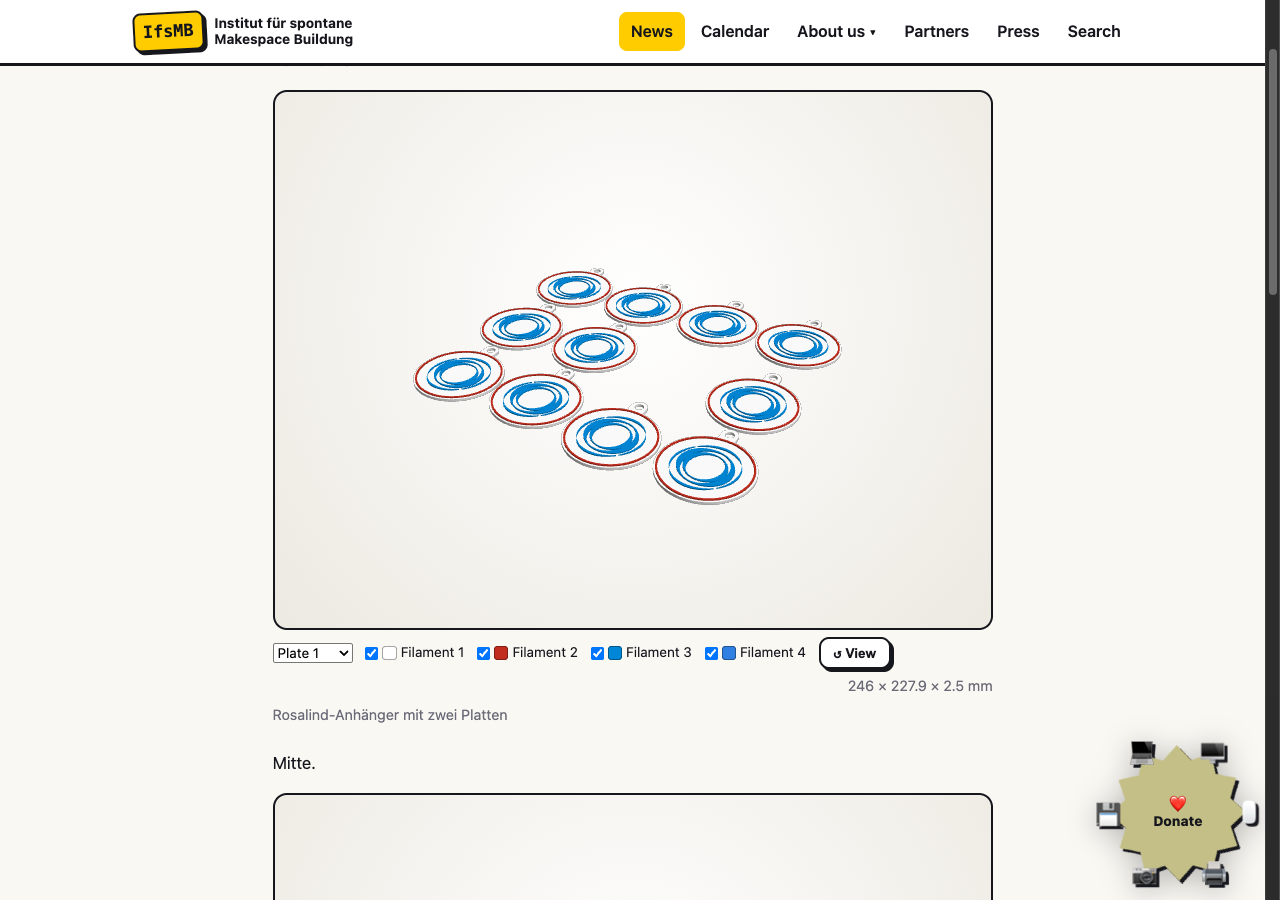 IfsMB
Institut für spontane
Makespace Buildung
News
Calendar
About us ▾
Partners
Press
Search
Plate 1
Filament 1
Filament 2
Filament 3
Filament 4
↺ View
246 × 227.9 × 2.5 mm
Rosalind-Anhänger mit zwei Platten
Mitte.
Donate